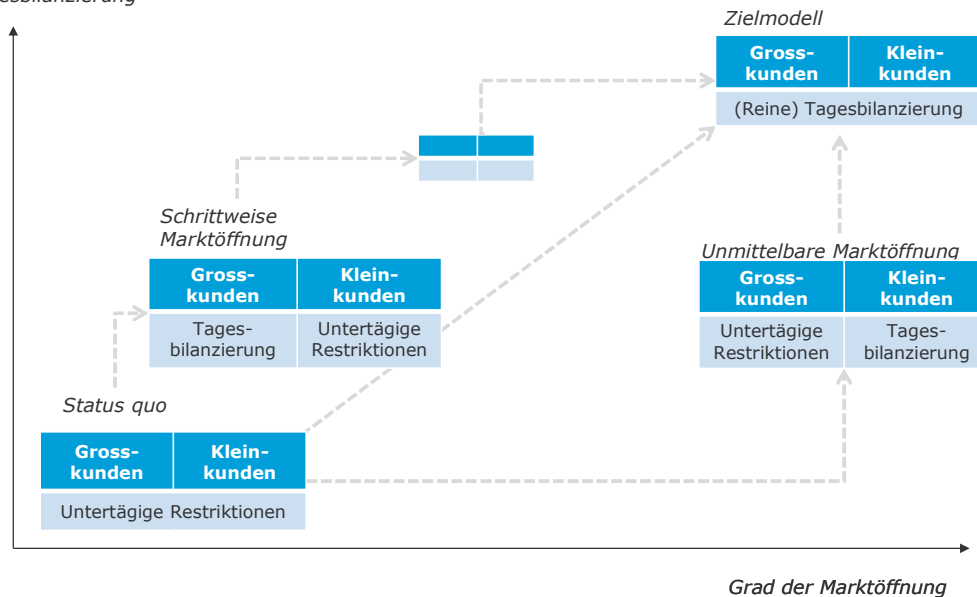 Zielmodell
Gross-
kunden
Klein-
kunden
(Reine) Tagesbilanzierung
Schrittweise
Marktöffnung
Gross-
kunden
Klein-
kunden
Tages-
bilanzierung
Untertägige
Restriktionen
Unmittelbare Marktöffnung
Gross-
kunden
Klein-
kunden
Untertägige
Restriktionen
Tages-
bilanzierung
Status quo
Gross-
kunden
Klein-
kunden
Untertägige Restriktionen
Grad der Marktöffnung